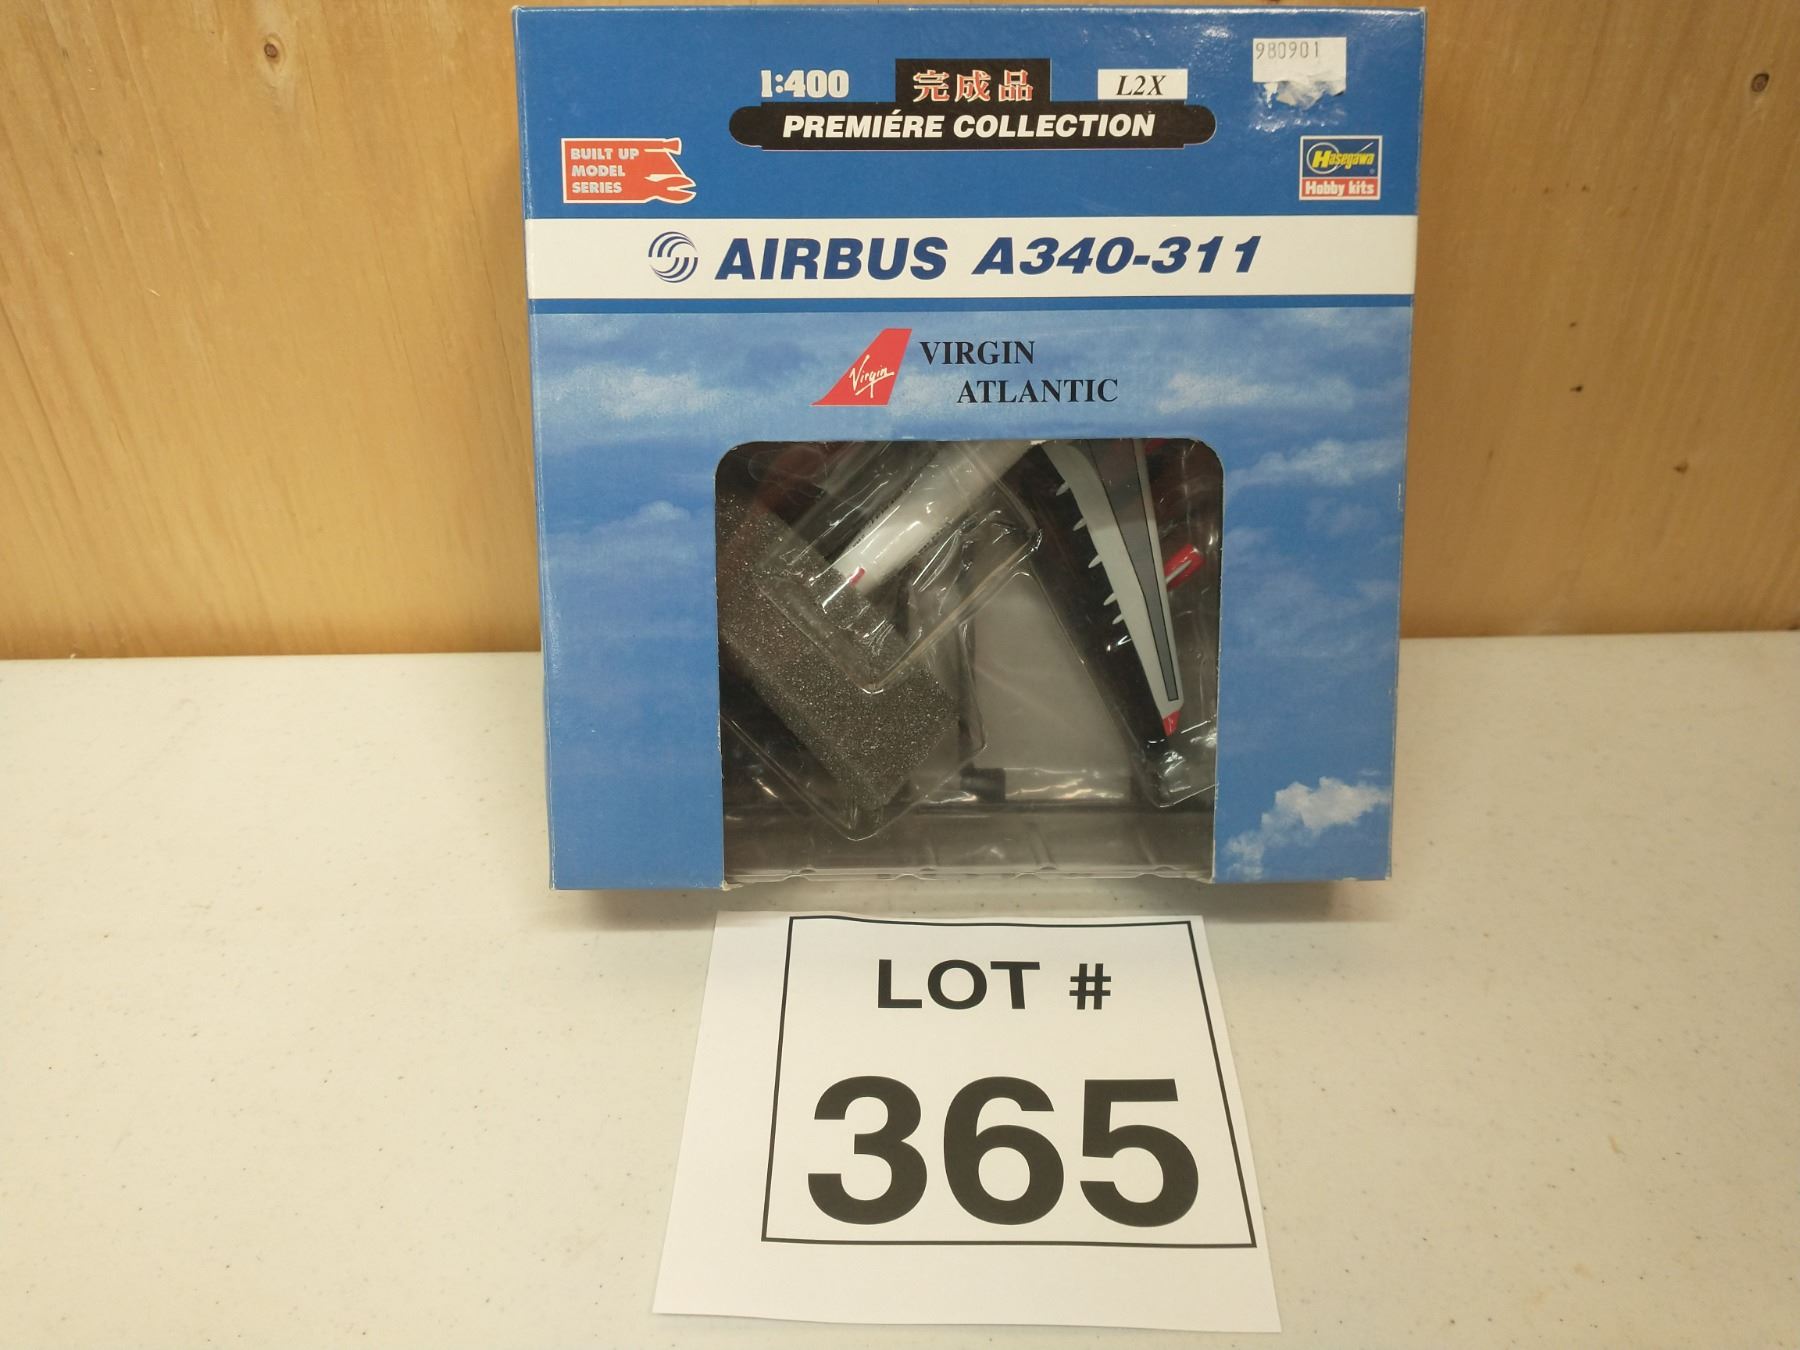 980901
1:400
完成品
L2X
PREMIÉRE COLLECTION
BUILT UP
MODEL
SERIES
Hasegawa
Hobby kits
AIRBUS A340-311
Virgin
VIRGIN
ATLANTIC
LOT #
365